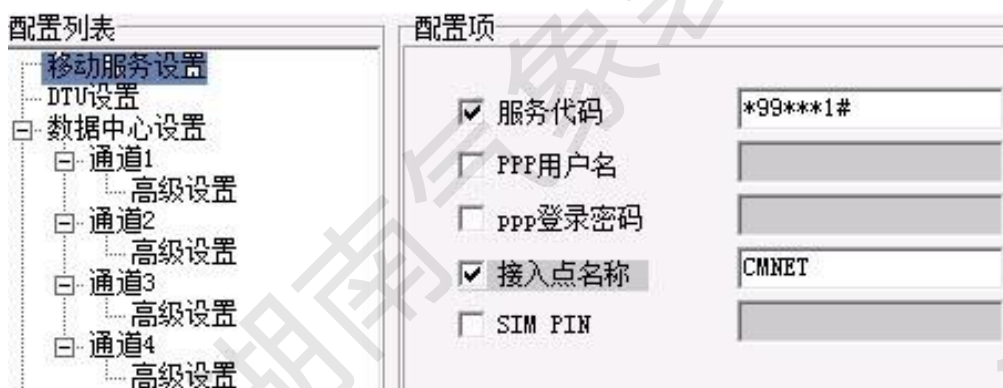 配置列表
移动服务设置
DTU设置
数据中心设置
通道1
高级设置
通道2
高级设置
通道3
高级设置
通道4
高级设置
配置项
服务代码 *99***1#
PPP用户名
ppp登录密码
接入点名称 CMNET
SIM PIN
湖南气象